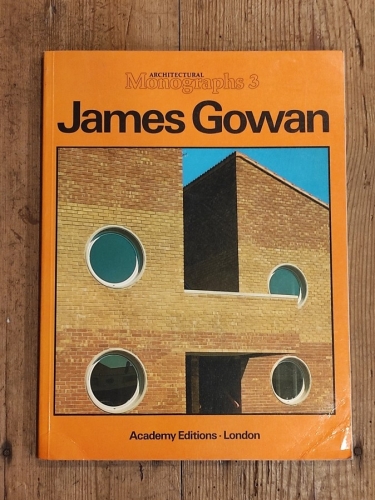 ARCHITECTURAL
Monographs 3
James Gowan
Academy Editions · London